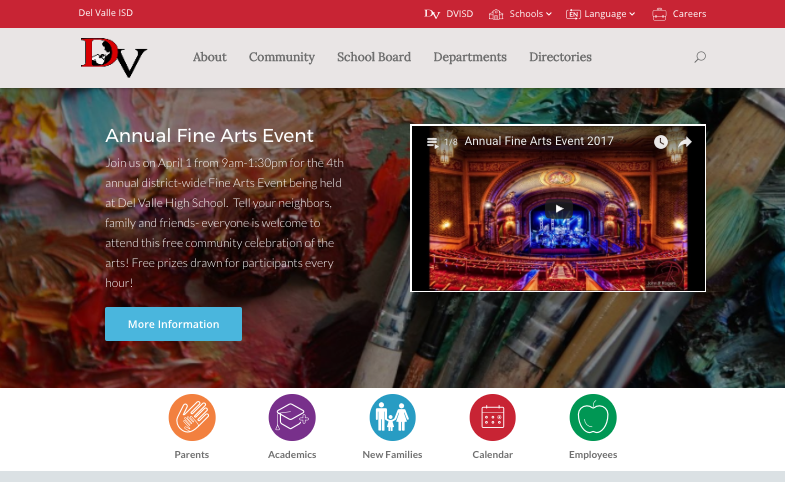 Del Valle ISD
DV DVISD Schools EN Language Careers
DV
About Community School Board Departments Directories
Annual Fine Arts Event
Join us on April 1 from 9am-1:30pm for the 4th
annual district-wide Fine Arts Event being held
at Del Valle High School. Tell your neighbors,
family and friends- everyone is welcome to
attend this free community celebration of the
arts! Free prizes drawn for participants every
hour!
More Information
1/8 Annual Fine Arts Event 2017
Parents Academics New Families Calendar Employees